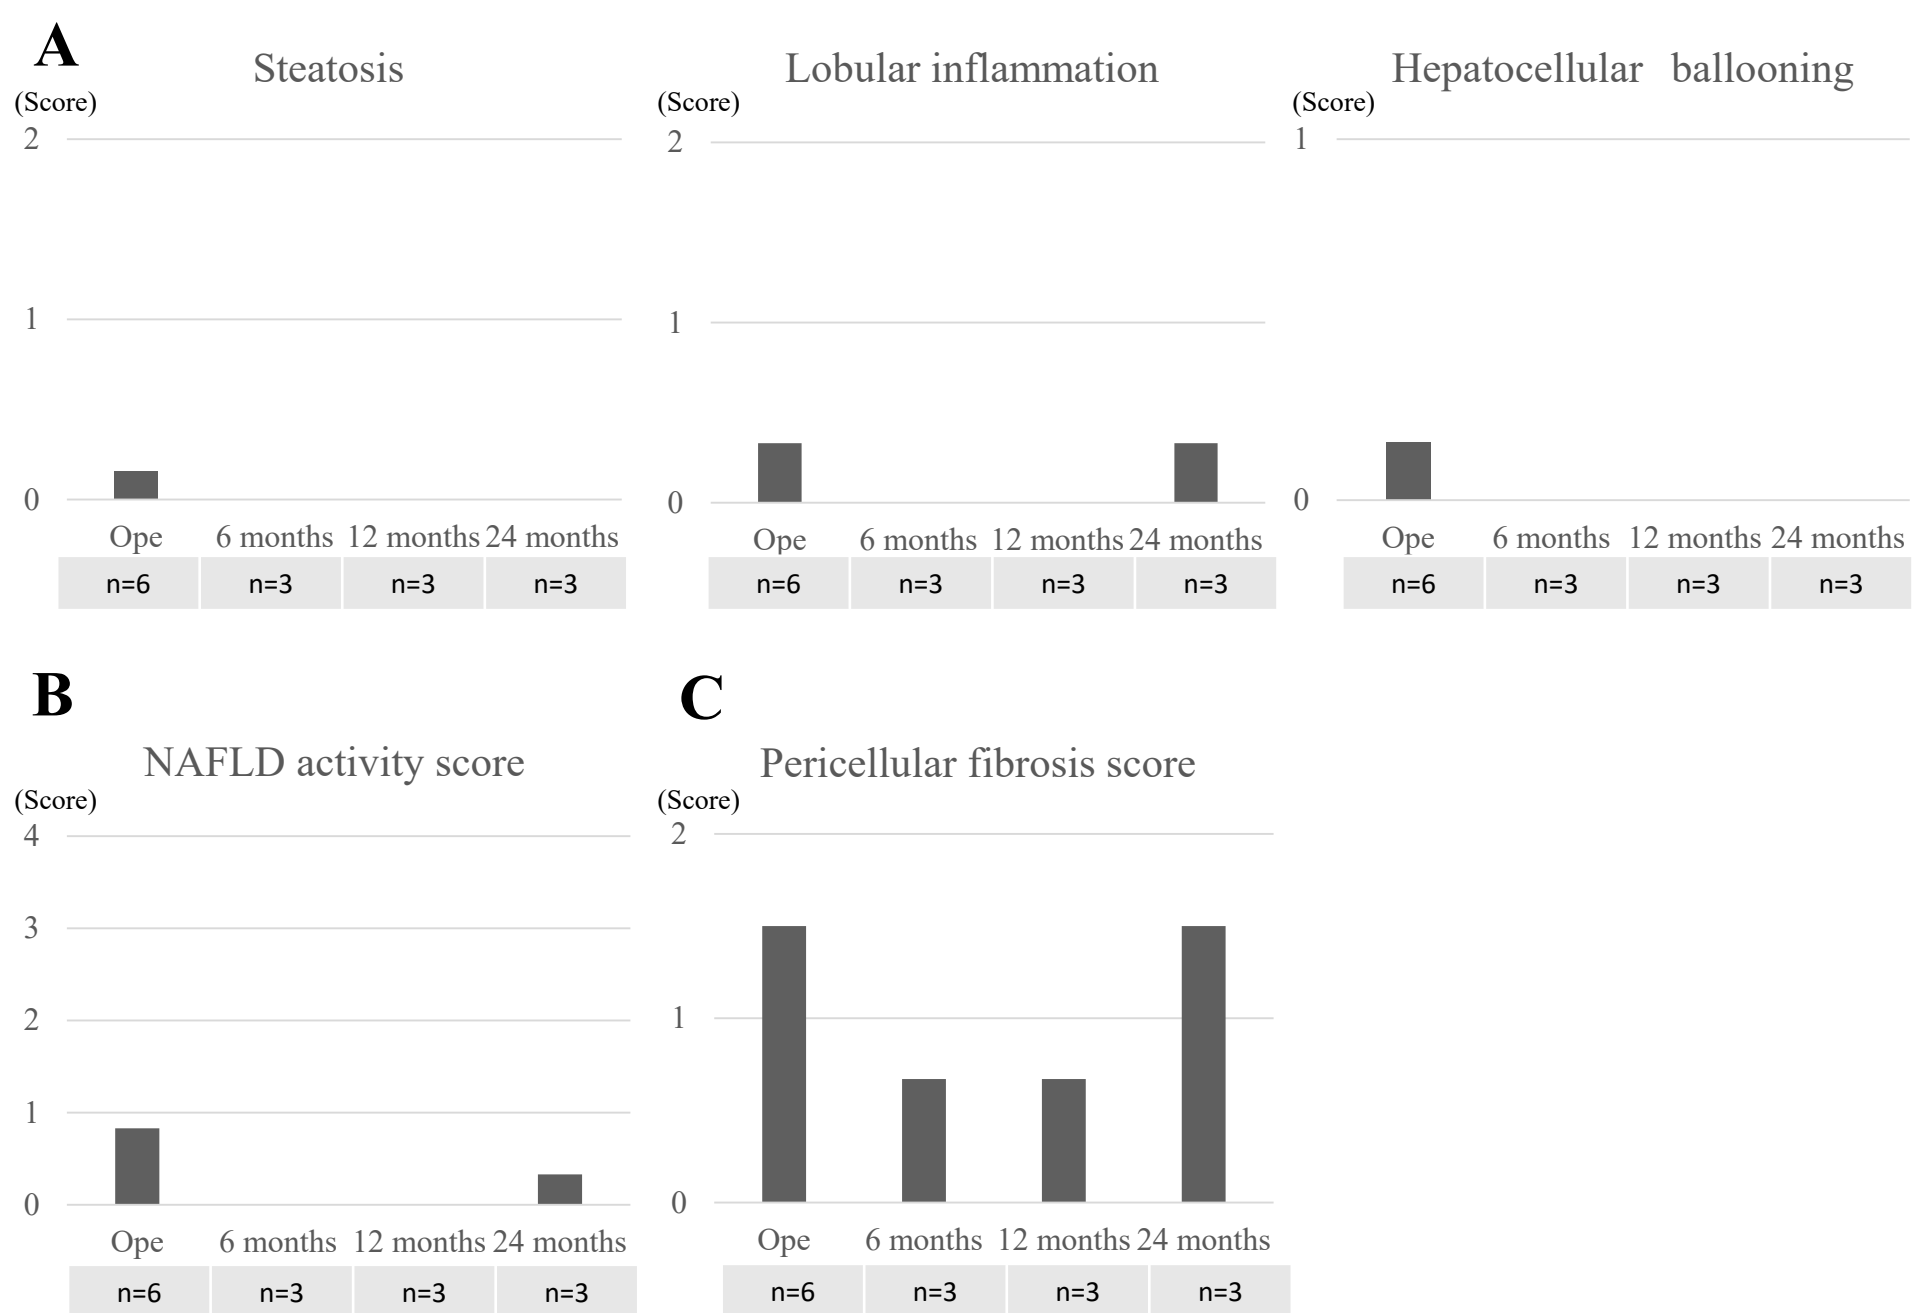 A
Steatosis
(Score)
2
1
0
Ope 6 months 12 months 24 months
n=6 n=3 n=3 n=3
Lobular inflammation
(Score)
2
1
0
Ope 6 months 12 months 24 months
n=6 n=3 n=3 n=3
Hepatocellular ballooning
(Score)
1
0
Ope 6 months 12 months 24 months
n=6 n=3 n=3 n=3
B
NAFLD activity score
(Score)
4
3
2
1
0
Ope 6 months 12 months 24 months
n=6 n=3 n=3 n=3
C
Pericellular fibrosis score
(Score)
2
1
0
Ope 6 months 12 months 24 months
n=6 n=3 n=3 n=3